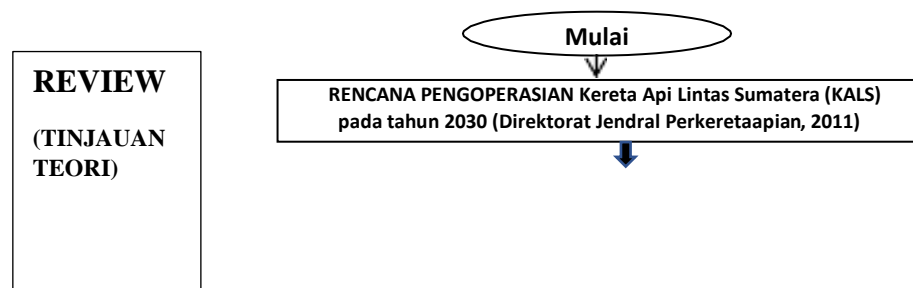 Mulai
REVIEW
(TINJAUAN
TEORI)
RENCANA PENGOPERASIAN Kereta Api Lintas Sumatera (KALS)
pada tahun 2030 (Direktorat Jendral Perkeretaapian, 2011)